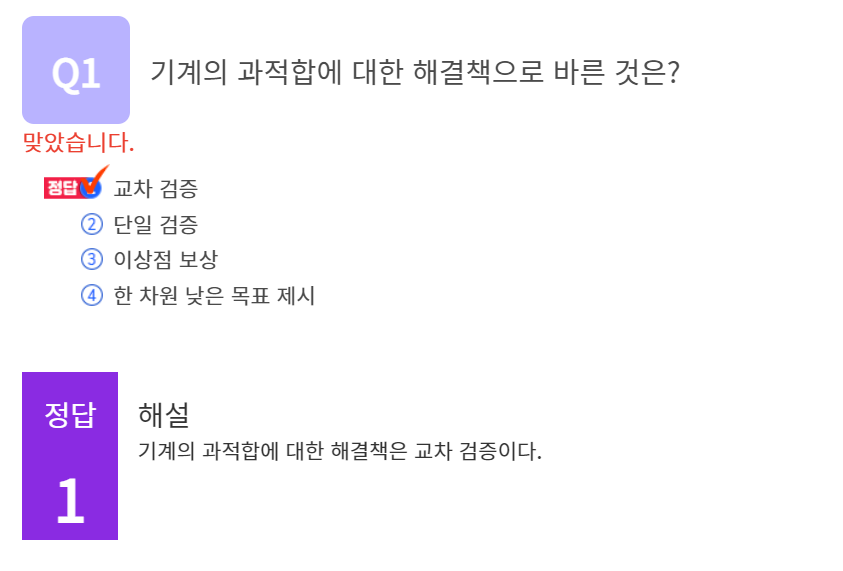 Q1
기계의 과적합에 대한 해결책으로 바른 것은?
맞았습니다.
정답 교차 검증
② 단일 검증
③ 이상점 보상
④ 한 차원 낮은 목표 제시
정답
1
해설
기계의 과적합에 대한 해결책은 교차 검증이다.